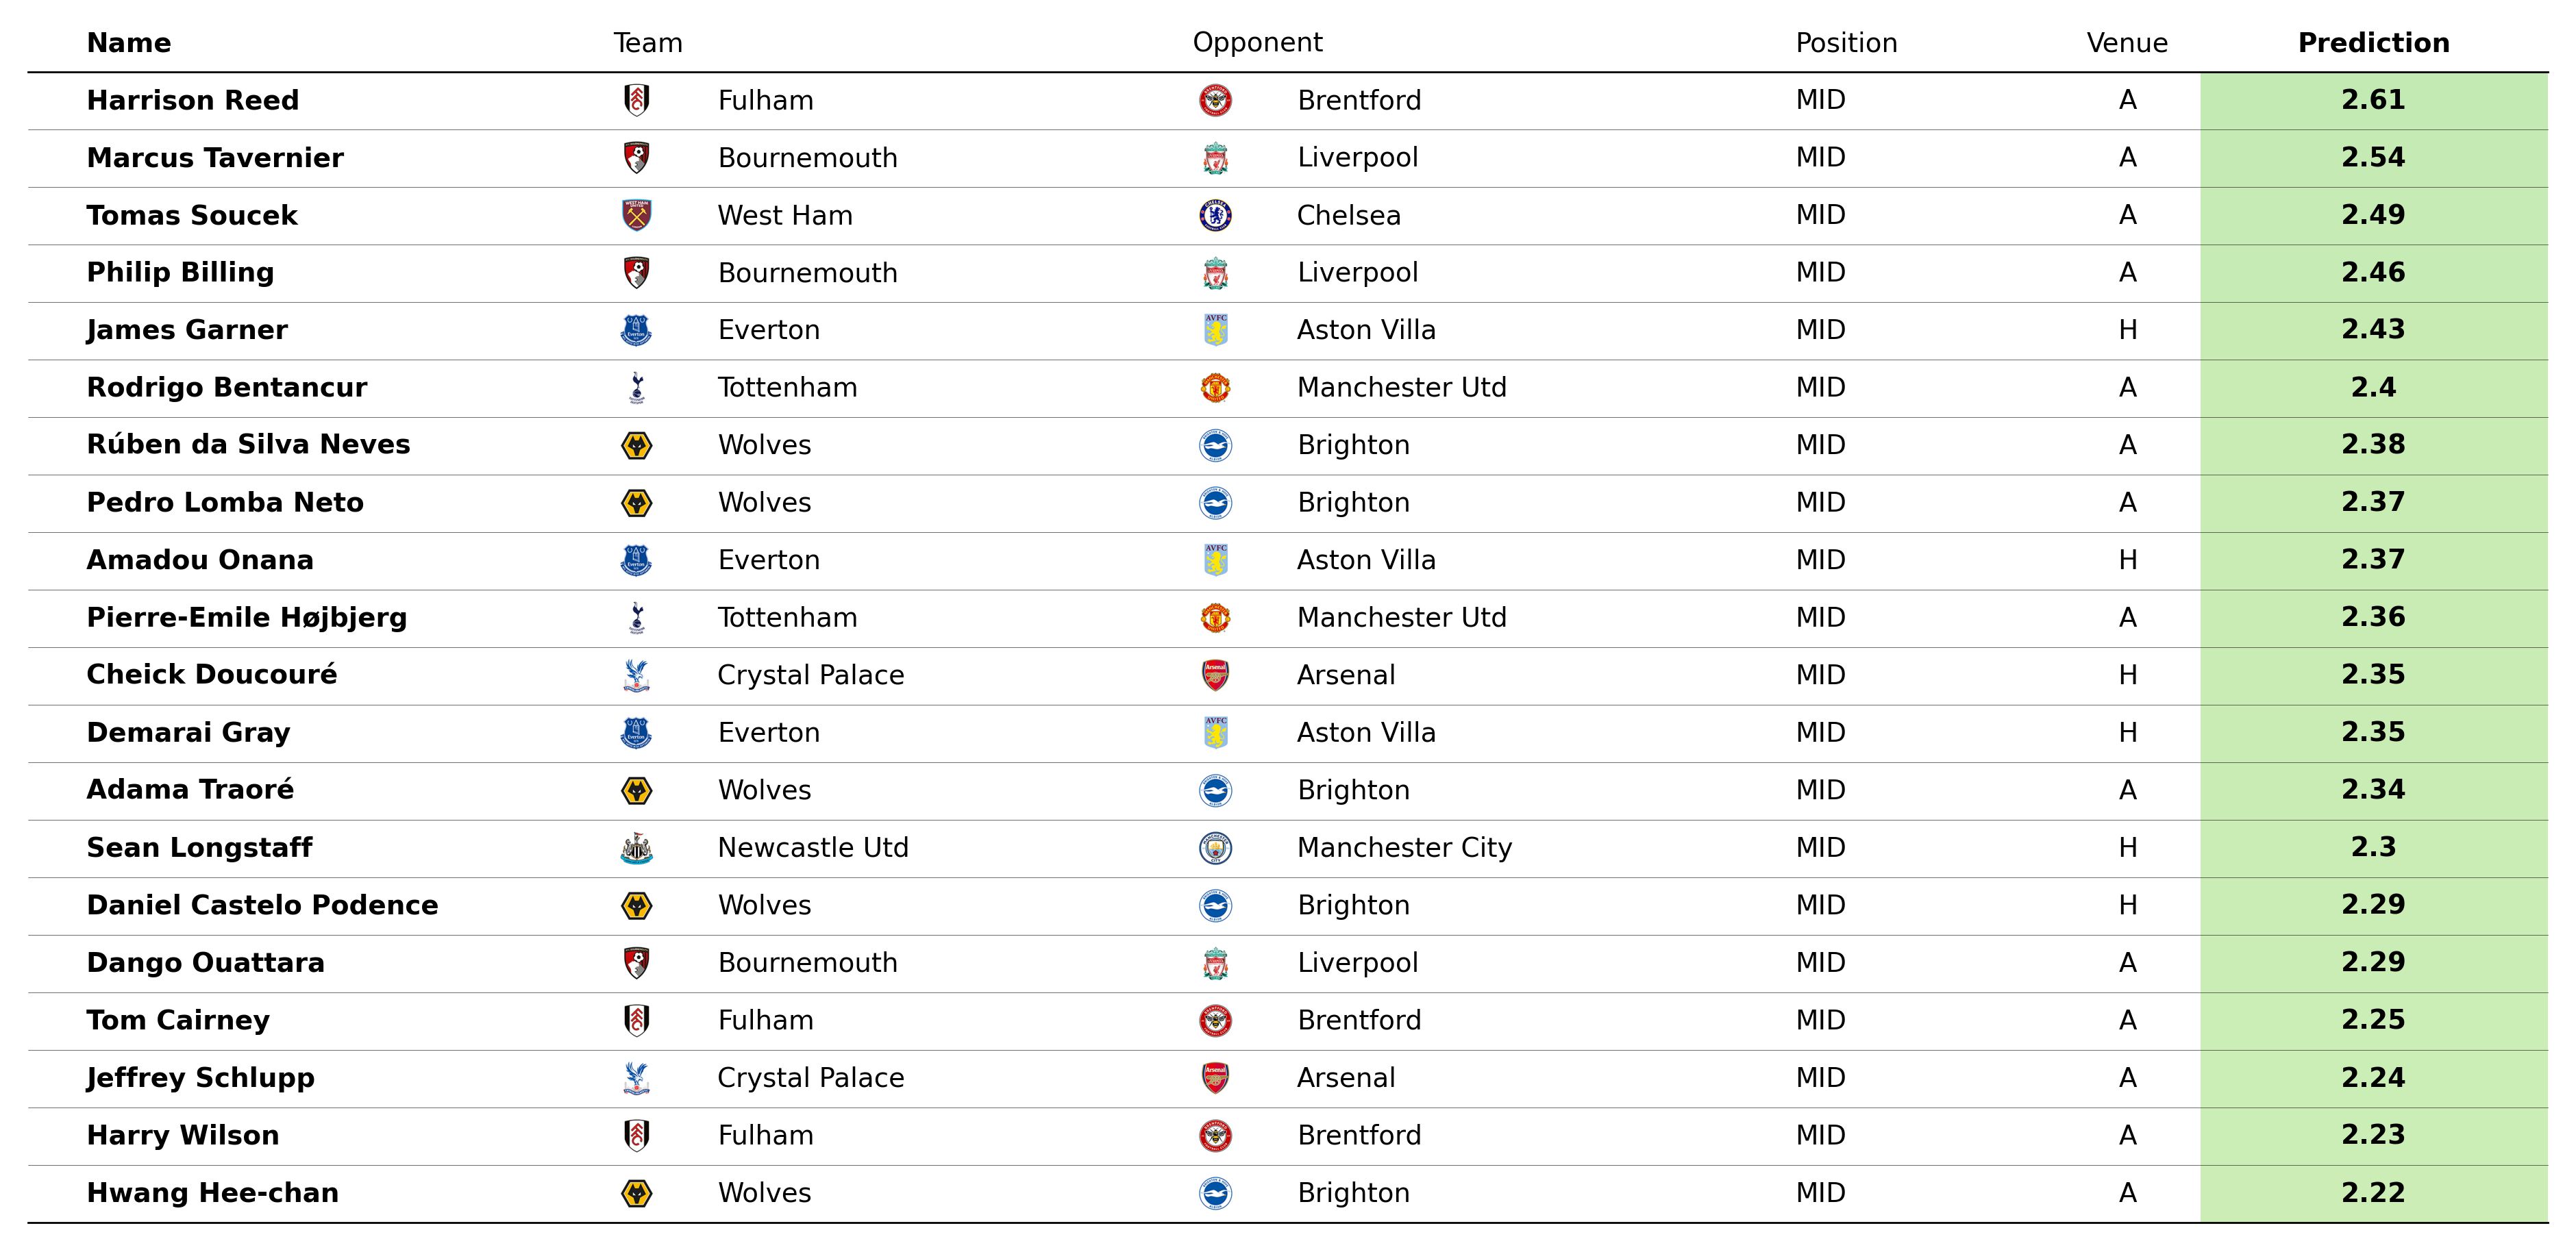 Name Team Opponent Position Venue Prediction
Harrison Reed Fulham Brentford MID A 2.61
Marcus Tavernier Bournemouth Liverpool MID A 2.54
Tomas Soucek West Ham Chelsea MID A 2.49
Philip Billing Bournemouth Liverpool MID A 2.46
James Garner Everton Aston Villa MID H 2.43
Rodrigo Bentancur Tottenham Manchester Utd MID A 2.4
Rúben da Silva Neves Wolves Brighton MID A 2.38
Pedro Lomba Neto Wolves Brighton MID A 2.37
Amadou Onana Everton Aston Villa MID H 2.37
Pierre-Emile Højbjerg Tottenham Manchester Utd MID A 2.36
Cheick Doucouré Crystal Palace Arsenal MID H 2.35
Demarai Gray Everton Aston Villa MID H 2.35
Adama Traoré Wolves Brighton MID A 2.34
Sean Longstaff Newcastle Utd Manchester City MID H 2.3
Daniel Castelo Podence Wolves Brighton MID H 2.29
Dango Ouattara Bournemouth Liverpool MID A 2.29
Tom Cairney Fulham Brentford MID A 2.25
Jeffrey Schlupp Crystal Palace Arsenal MID A 2.24
Harry Wilson Fulham Brentford MID A 2.23
Hwang Hee-chan Wolves Brighton MID A 2.22